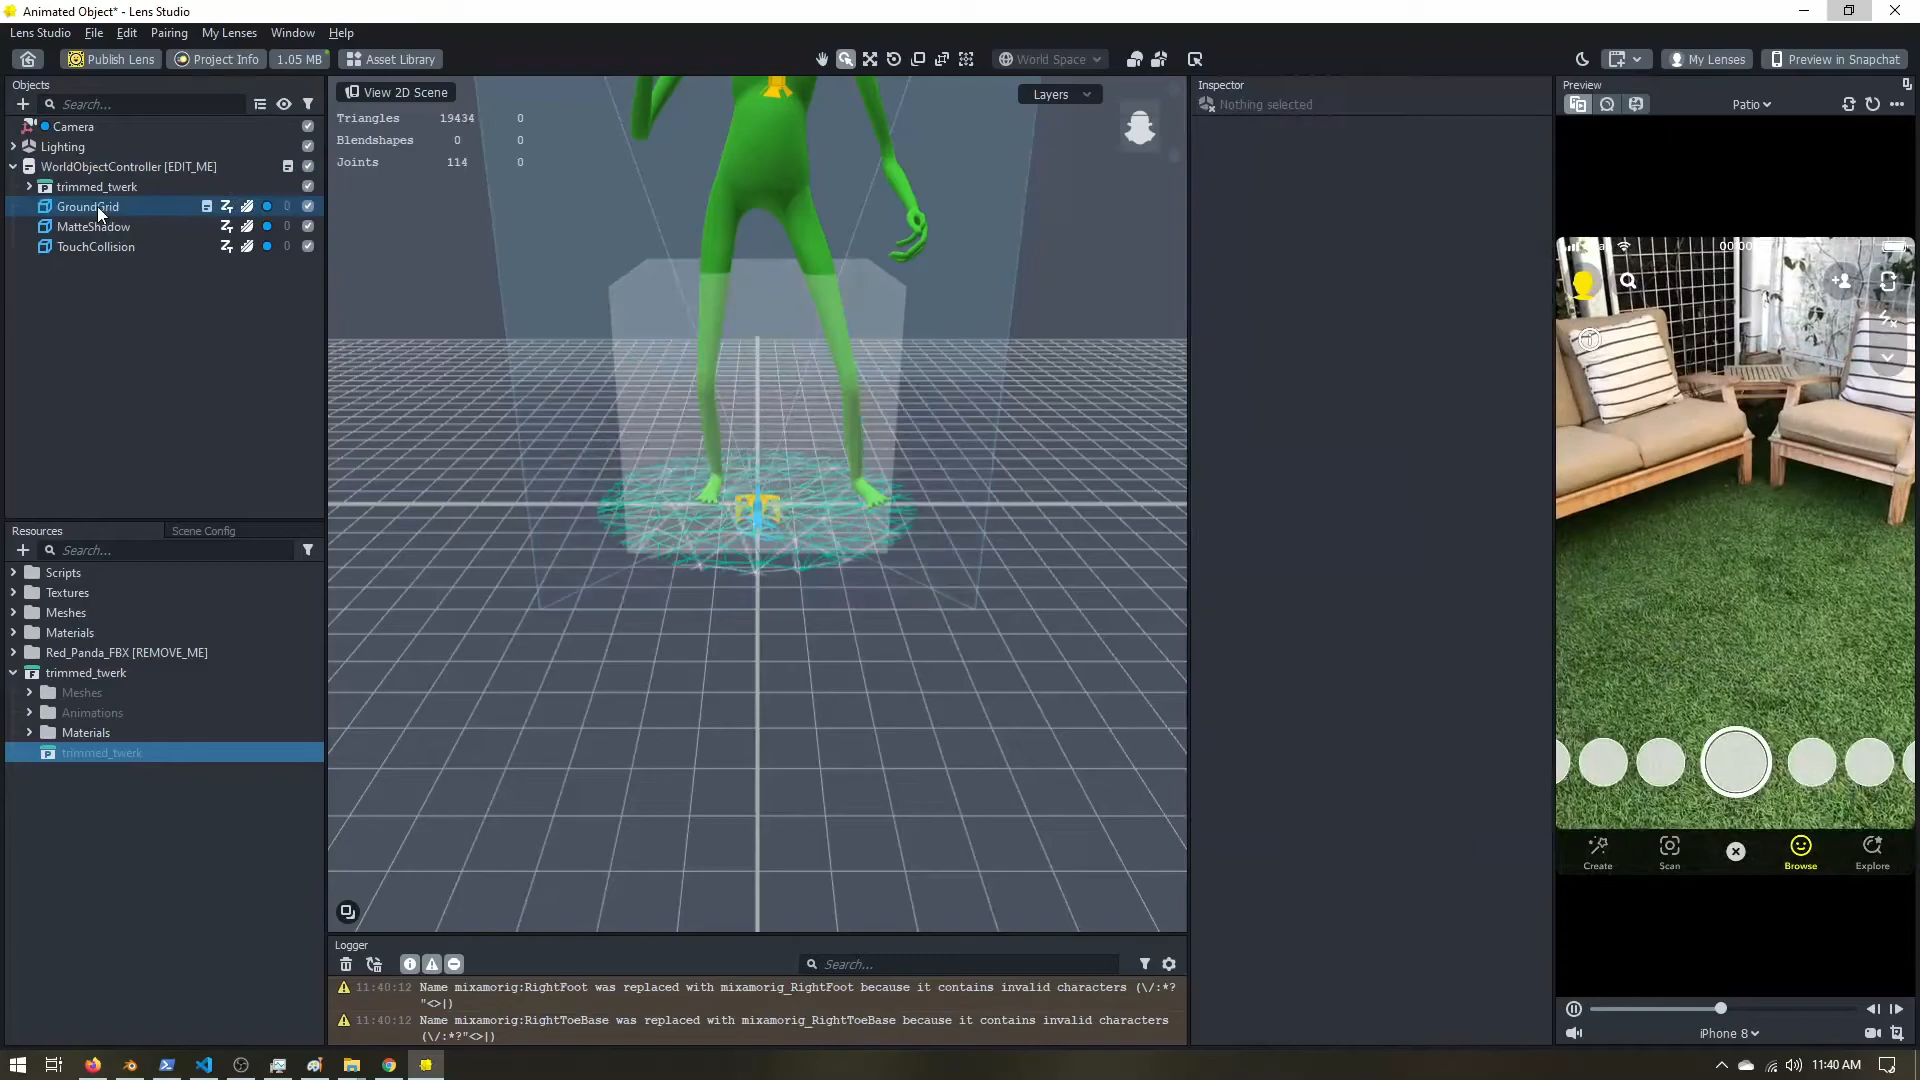 Animated Object* - Lens Studio
Lens Studio File Edit Pairing My Lenses Window Help
Publish Lens Project Info 1.05 MB Asset Library World Space My Lenses Preview in Snapchat
Objects
Search...
Camera
Lighting
WorldObjectController [EDIT_ME]
trimmed_twerk
GroundGrid 0
MatteShadow 0
TouchCollision 0
View 2D Scene
Triangles 19434 0
Blendshapes 0 0
Joints 114 0
Layers
Inspector
Nothing selected
Preview
Patio
Create Scan Browse Explore
iPhone 8
Resources Scene Config
Search...
Scripts
Textures
Meshes
Materials
Red_Panda_FBX [REMOVE_ME]
trimmed_twerk
Meshes
Animations
Materials
trimmed_twerk
Logger
Search...
11:40:12 Name mixamorig:RightFoot was replaced with mixamorig_RightFoot because it contains invalid characters (\/:*?
"<>|)
11:40:12 Name mixamorig:RightToeBase was replaced with mixamorig_RightToeBase because it contains invalid characters
(\/:*?"<>|)
11:40 AM